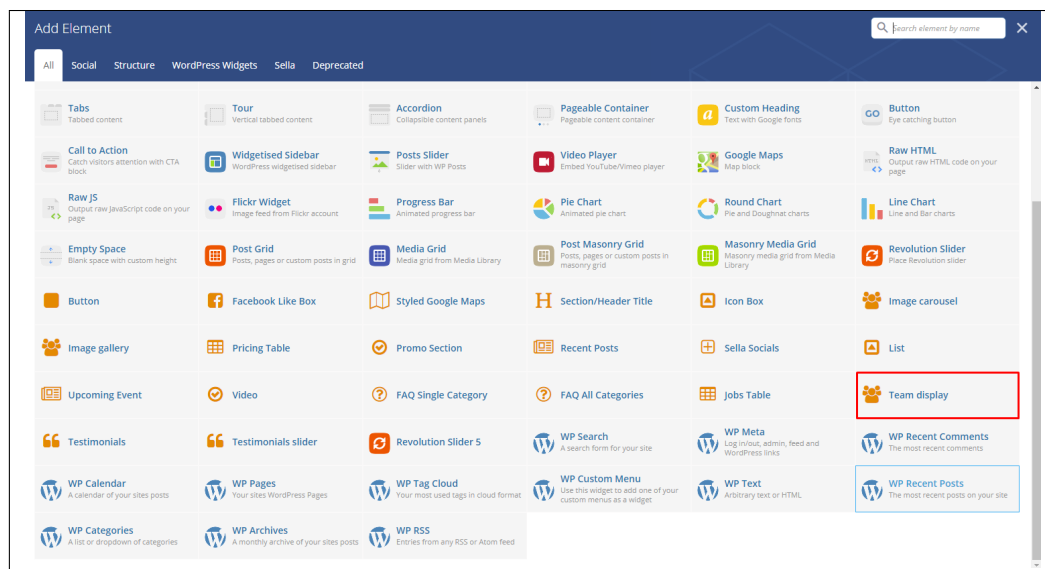 Add Element
Search element by name
All Social Structure WordPress Widgets Sella Deprecated
Tabs
Tabbed content
Tour
Vertical tabbed content
Accordion
Collapsible content panels
Pageable Container
Pageable content container
Custom Heading
Text with Google fonts
GO
Button
Eye catching button
Call to Action
Catch visitors attention with CTA
block
Widgetised Sidebar
WordPress widgetised sidebar
Posts Slider
Slider with WP Posts
Video Player
Embed YouTube/Vimeo player
Google Maps
Map block
HTML
Raw HTML
Output raw HTML code on your
page
JS
Raw JS
Output raw JavaScript code on your
page
Flickr Widget
Image feed from Flickr account
Progress Bar
Animated progress bar
Pie Chart
Animated pie chart
Round Chart
Pie and Doughnat charts
Line Chart
Line and Bar charts
Empty Space
Blank space with custom height
Post Grid
Posts, pages or custom posts in grid
Media Grid
Media grid from Media Library
Post Masonry Grid
Posts, pages or custom posts in
masonry grid
Masonry Media Grid
Masonry media grid from Media
Library
Revolution Slider
Place Revolution slider
Button
Facebook Like Box
Styled Google Maps
H
Section/Header Title
Icon Box
Image carousel
Image gallery
Pricing Table
Promo Section
Recent Posts
Sella Socials
List
Upcoming Event
Video
FAQ Single Category
FAQ All Categories
Jobs Table
Team display
Testimonials
Testimonials slider
Revolution Slider 5
WP Search
A search form for your site
WP Meta
Log in/out, admin, feed and
WordPress links
WP Recent Comments
The most recent comments
WP Calendar
A calendar of your sites posts
WP Pages
Your sites WordPress Pages
WP Tag Cloud
Your most used tags in cloud format
WP Custom Menu
Use this widget to add one of your
custom menus as a widget
WP Text
Arbitrary text or HTML
WP Recent Posts
The most recent posts on your site
WP Categories
A list or dropdown of categories
WP Archives
A monthly archive of your sites posts
WP RSS
Entries from any RSS or Atom feed